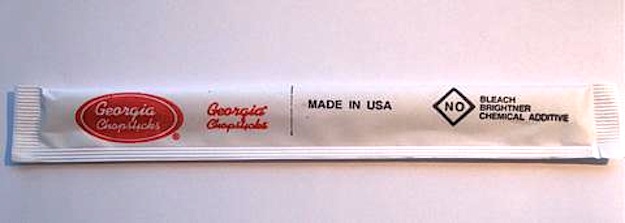 Georgia
Chopsticks
Georgia
Chopsticks
MADE IN USA
NO
BLEACH
BRIGHTNER
CHEMICAL ADDITIVE